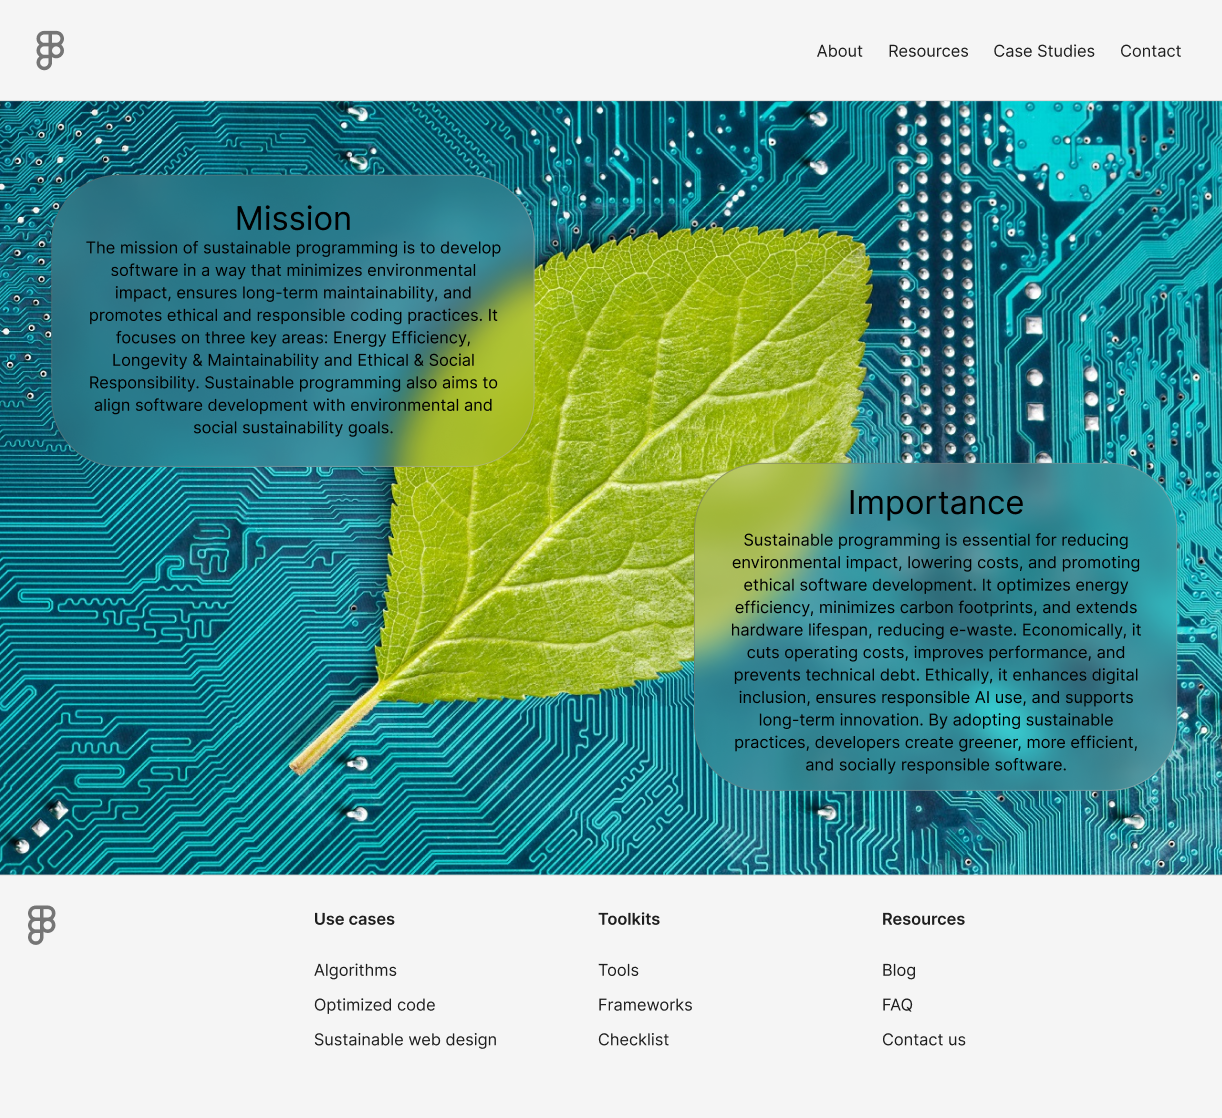 About Resources Case Studies Contact
Mission
The mission of sustainable programming is to develop
software in a way that minimizes environmental
impact, ensures long-term maintainability, and
promotes ethical and responsible coding practices. It
focuses on three key areas: Energy Efficiency,
Longevity & Maintainability and Ethical & Social
Responsibility. Sustainable programming also aims to
align software development with environmental and
social sustainability goals.
Importance
Sustainable programming is essential for reducing
environmental impact, lowering costs, and promoting
ethical software development. It optimizes energy
efficiency, minimizes carbon footprints, and extends
hardware lifespan, reducing e-waste. Economically, it
cuts operating costs, improves performance, and
prevents technical debt. Ethically, it enhances digital
inclusion, ensures responsible AI use, and supports
long-term innovation. By adopting sustainable
practices, developers create greener, more efficient,
and socially responsible software.
Use cases
Algorithms
Optimized code
Sustainable web design
Toolkits
Tools
Frameworks
Checklist
Resources
Blog
FAQ
Contact us